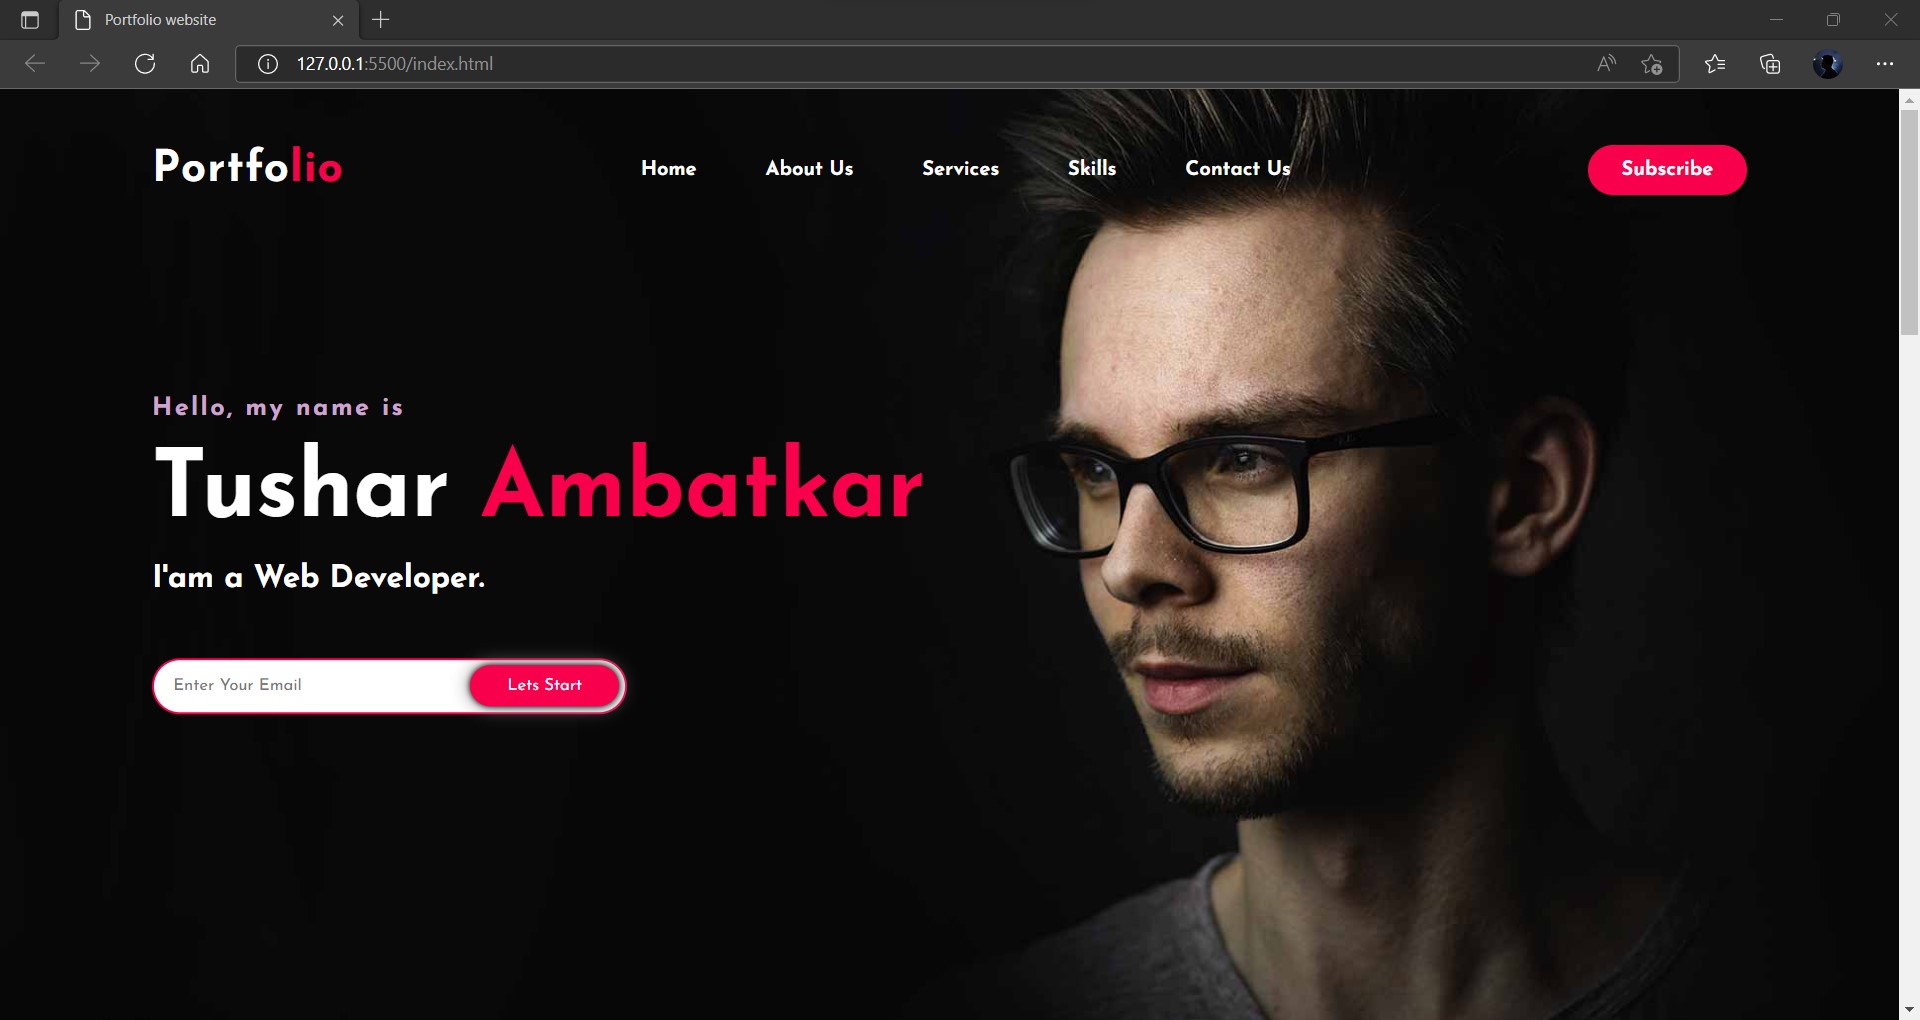 Portfolio website
127.0.0.1:5500/index.html
Portfolio
Home About Us Services Skills Contact Us Subscribe
Hello, my name is
Tushar Ambatkar
I'am a Web Developer.
Enter Your Email Lets Start